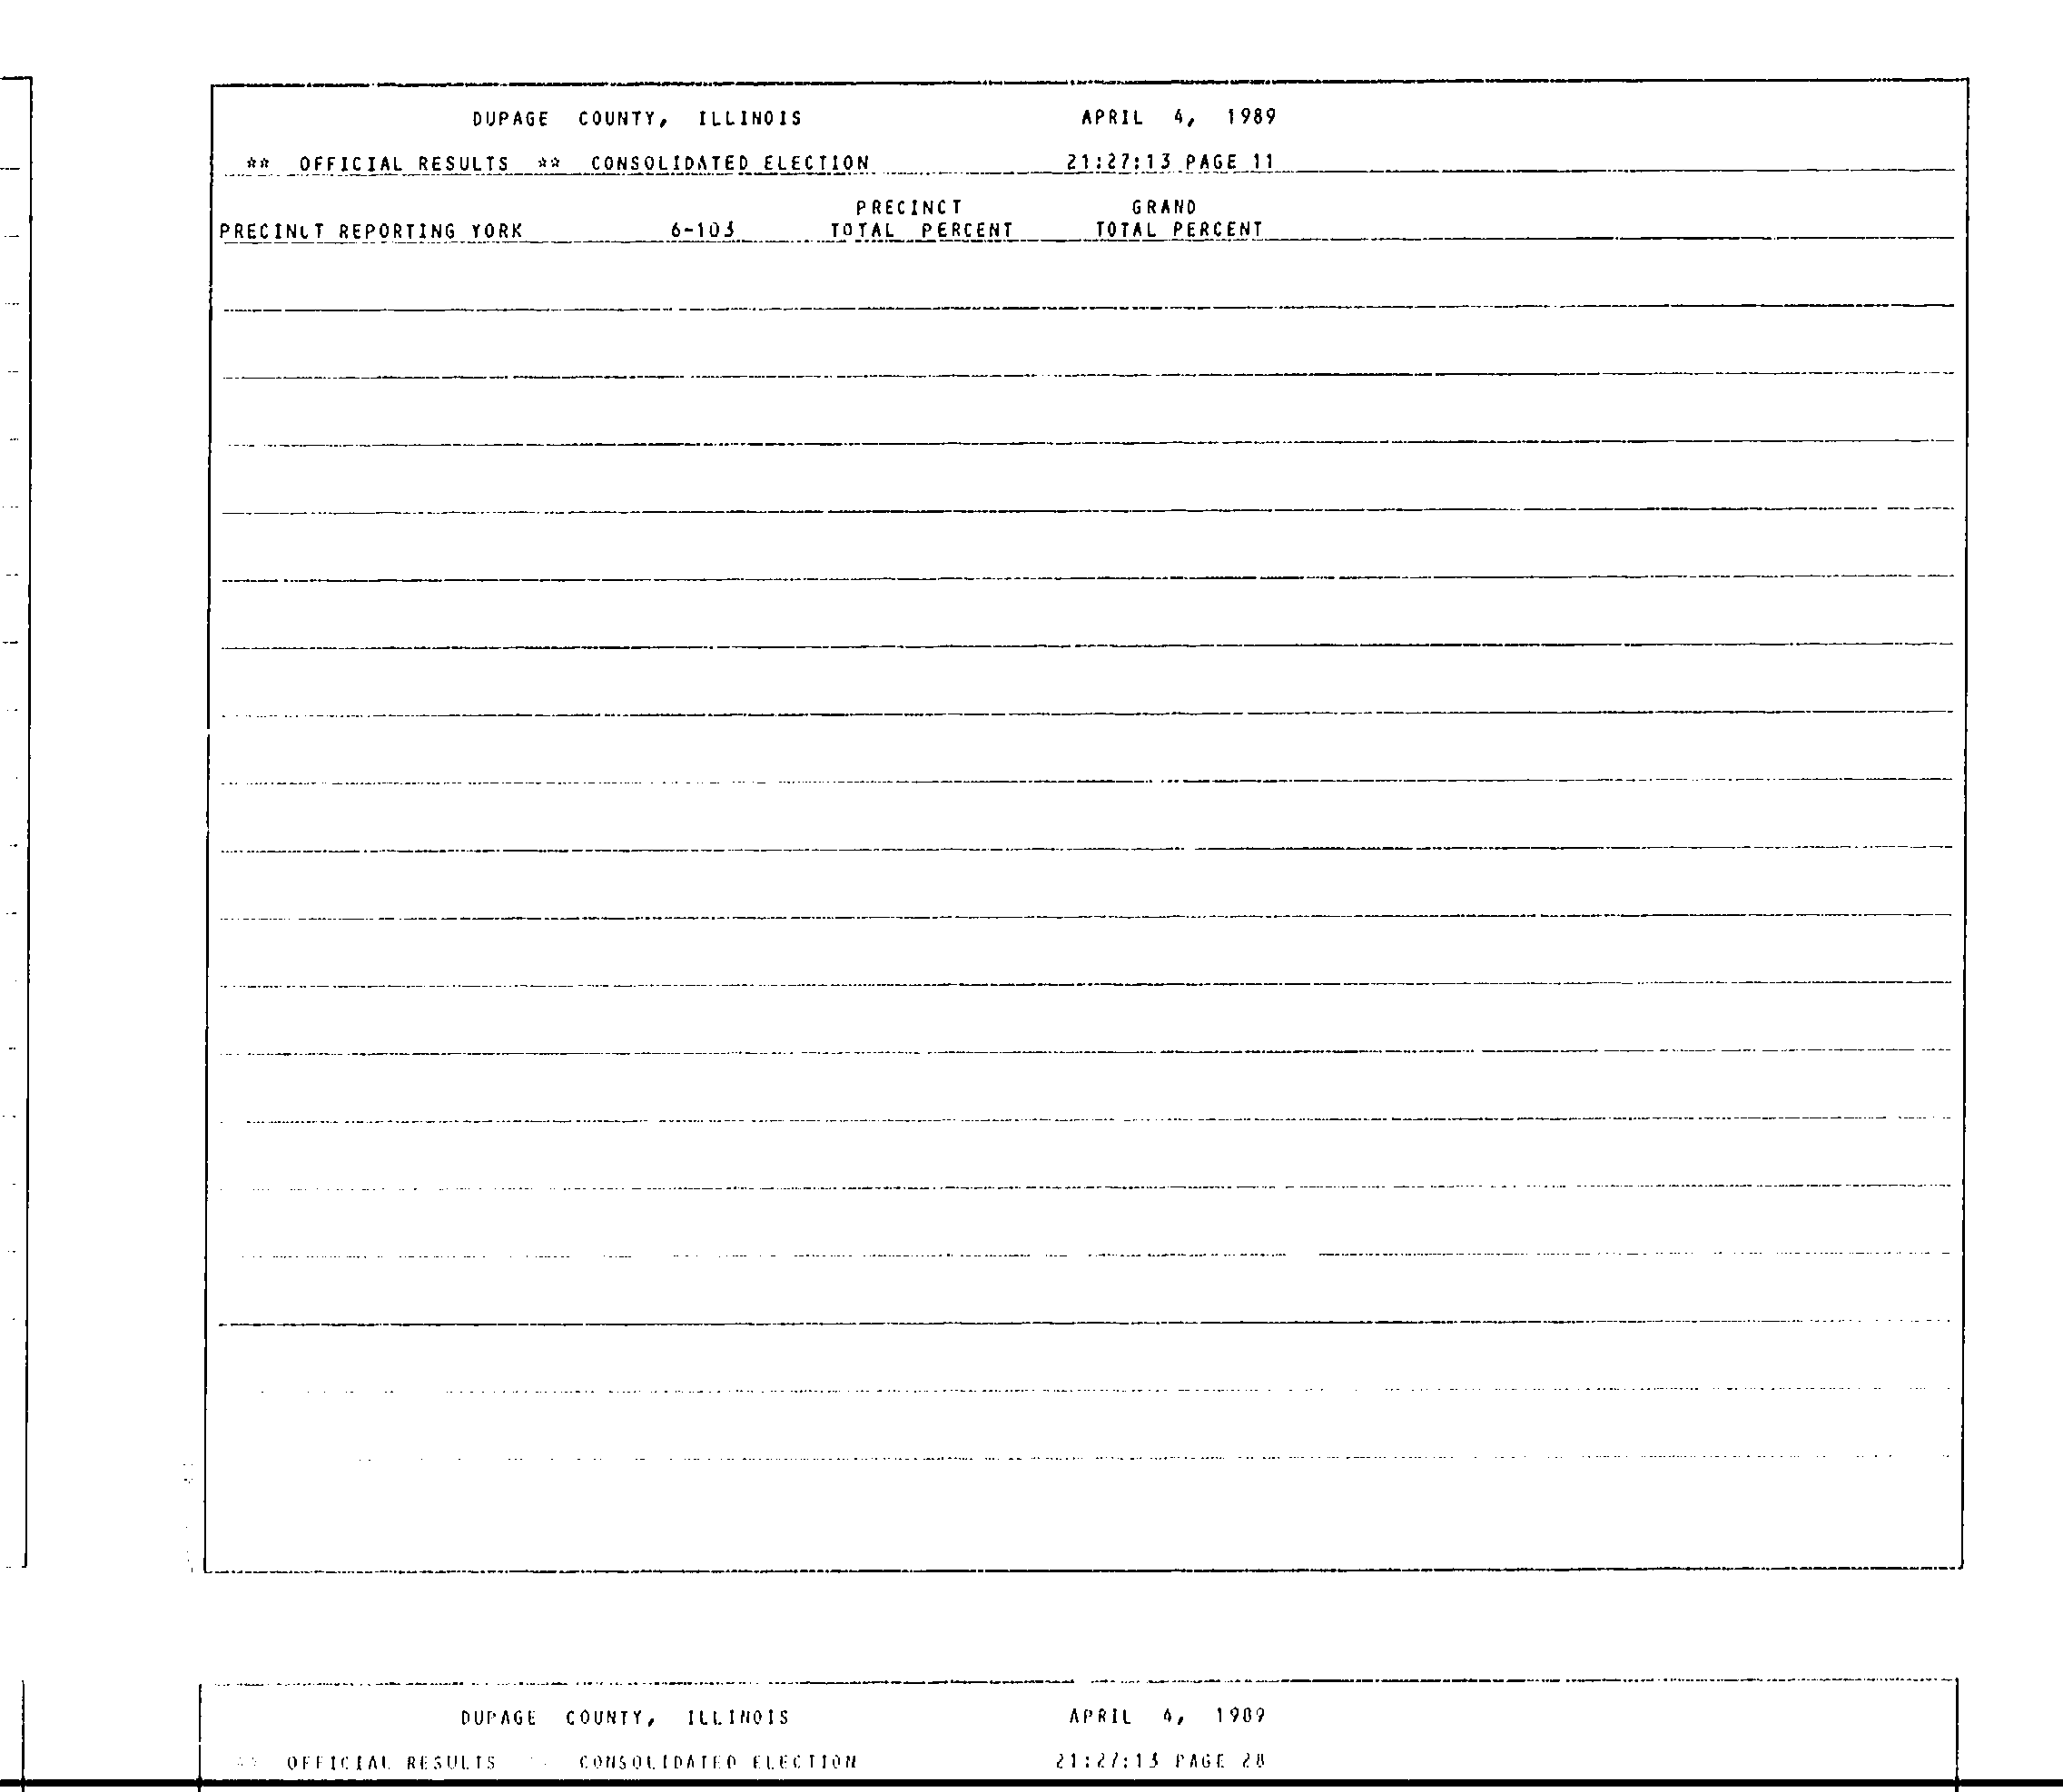 DUPAGE COUNTY, ILLINOIS APRIL 4, 1989
** OFFICIAL RESULTS ** CONSOLIDATED ELECTION 21:27:13 PAGE 11
PRECINCT GRAND
PRECINCT REPORTING YORK 6-103 TOTAL PERCENT TOTAL PERCENT
DUPAGE COUNTY, ILLINOIS APRIL 4, 1989
OFFICIAL RESULTS CONSOLIDATED ELECTION 21:27:13 PAGE 28